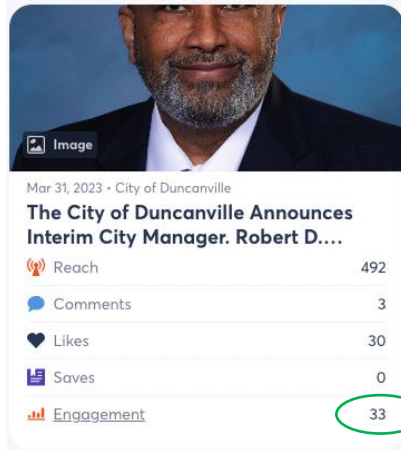 Image
Mar 31, 2023 • City of Duncanville
The City of Duncanville Announces
Interim City Manager. Robert D....
Reach 492
Comments 3
Likes 30
Saves 0
Engagement 33